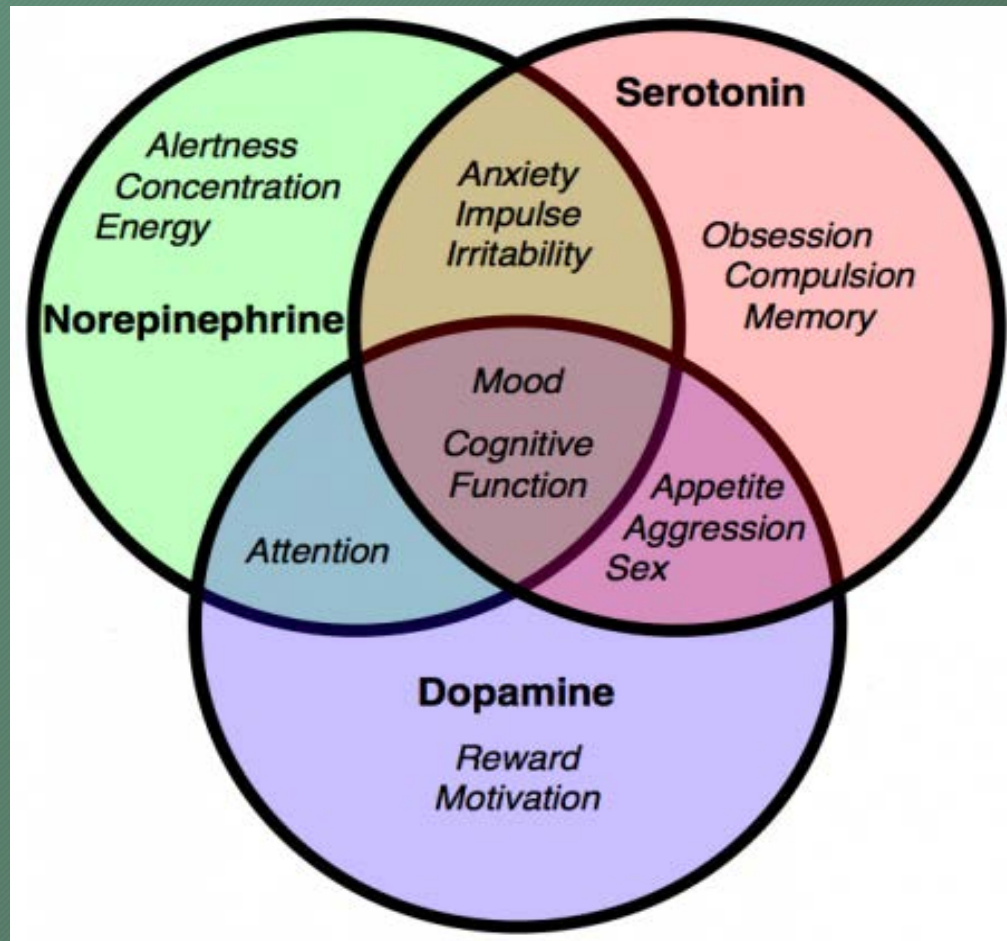 Serotonin
Alertness
Concentration
Energy
Norepinephrine
Anxiety
Impulse
Irritability
Obsession
Compulsion
Memory
Mood
Cognitive
Function
Attention
Appetite
Aggression
Sex
Dopamine
Reward
Motivation